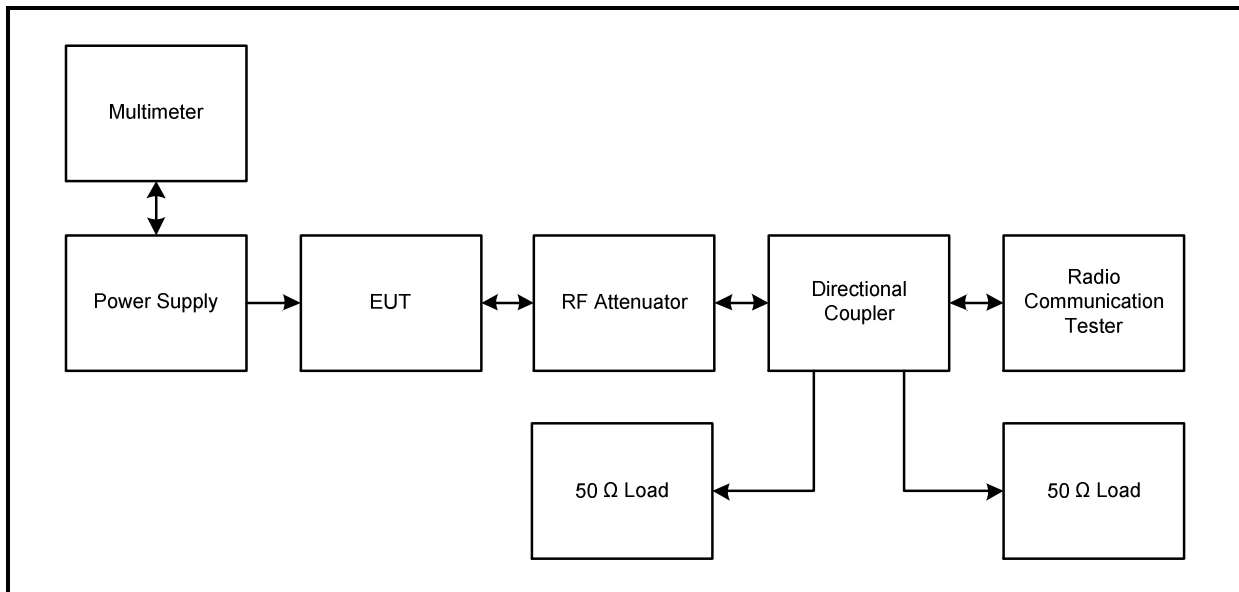 Multimeter
Power Supply
EUT
RF Attenuator
Directional
Coupler
Radio
Communication
Tester
50 Ω Load
50 Ω Load